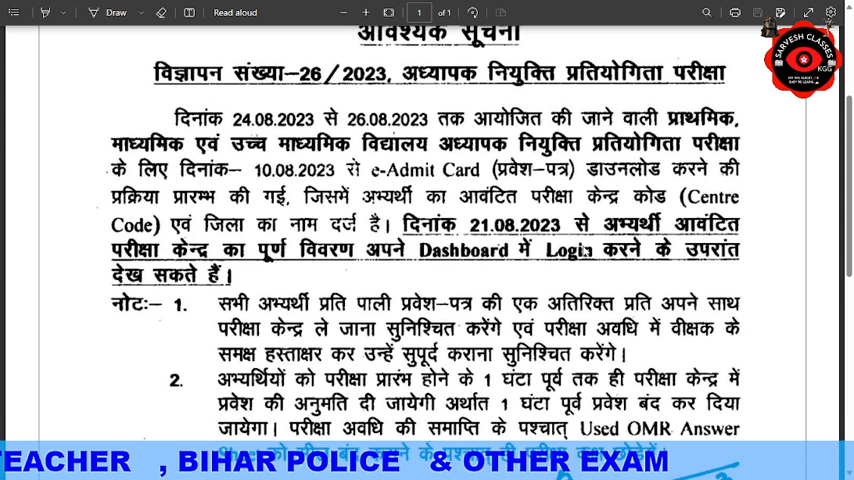 Draw
Read aloud
1 of 1
आवश्यक सूचना
SARVESH CLASSES
KGG
विज्ञापन संख्या-26/2023, अध्यापक नियुक्ति प्रतियोगिता परीक्षा
दिनांक 24.08.2023 से 26.08.2023 तक आयोजित की जाने वाली प्राथमिक,
माध्यमिक एवं उच्च माध्यमिक विद्यालय अध्यापक नियुक्ति प्रतियोगिता परीक्षा
के लिए दिनांक- 10.08.2023 से e-Admit Card (प्रवेश-पत्र) डाउनलोड करने की
प्रक्रिया प्रारम्भ की गई, जिसमें अभ्यर्थी का आवंटित परीक्षा केन्द्र कोड (Centre
Code) एवं जिला का नाम दर्ज है। दिनांक 21.08.2023 से अभ्यर्थी आवंटित
परीक्षा केन्द्र का पूर्ण विवरण अपने Dashboard में Login करने के उपरांत
देख सकते हैं।
नोटः- 1. सभी अभ्यर्थी प्रति पाली प्रवेश-पत्र की एक अतिरिक्त प्रति अपने साथ
परीक्षा केन्द्र ले जाना सुनिश्चित करेंगे एवं परीक्षा अवधि में वीक्षक के
समक्ष हस्ताक्षर कर उन्हें सुपूर्द कराना सुनिश्चित करेंगे।
2. अभ्यर्थियों को परीक्षा प्रारंभ होने के 1 घंटा पूर्व तक ही परीक्षा केन्द्र में
प्रवेश की अनुमति दी जायेगी अर्थात 1 घंटा पूर्व प्रवेश बंद कर दिया
जायेगा। परीक्षा अवधि की समाप्ति के पश्चात् Used OMR Answer
TEACHER , BIHAR POLICE & OTHER EXAM